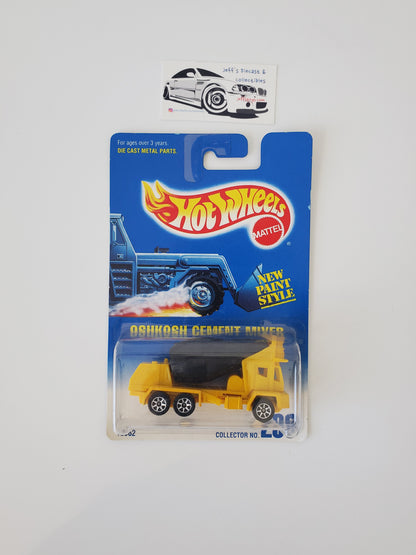 Jeff's Diecase &
collectibles
For ages over 3 years
DIE CAST METAL PARTS.
HOT WHEELS
MATTEL
NEW
PAINT
STYLE
OSHKOSH CEMENT MIXER
COLLECTOR NO.